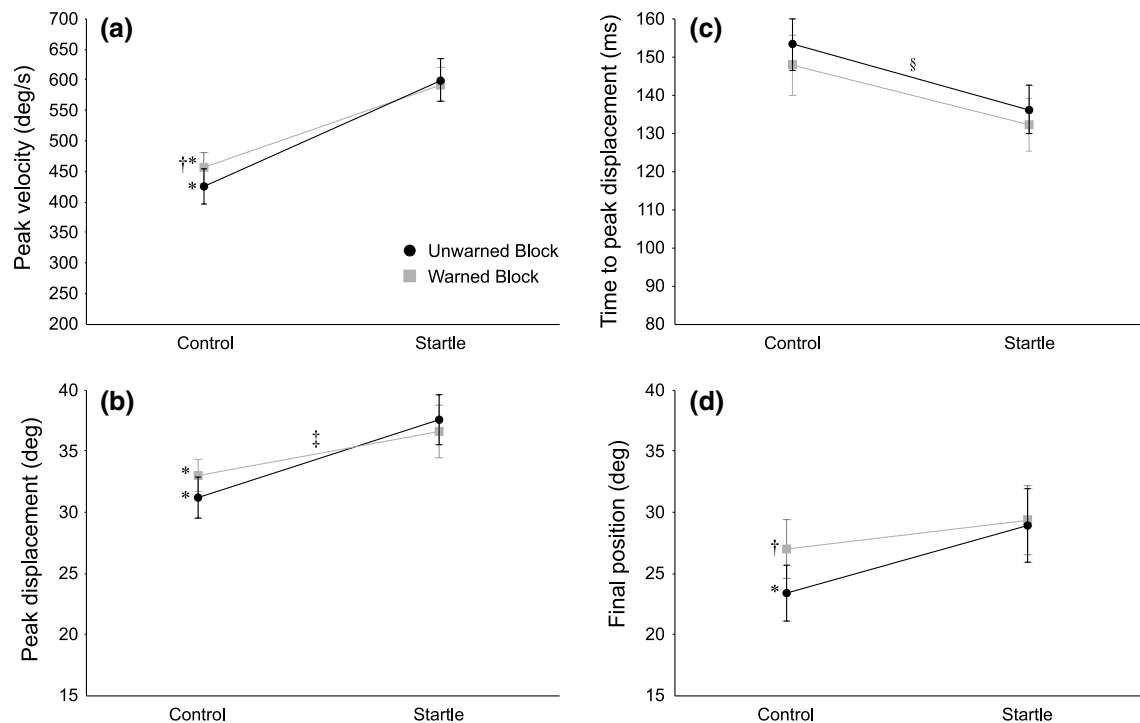 (a)
Peak velocity (deg/s)
700
650
600
550
500
450
400
350
300
250
200
†*
*
Unwarned Block
Warned Block
Control Startle
(c)
Time to peak displacement (ms)
160
150
140
130
120
110
100
90
80
§
Control Startle
(b)
Peak displacement (deg)
40
35
30
25
20
15
*
*
‡
Control Startle
(d)
Final position (deg)
40
35
30
25
20
15
†
*
Control Startle